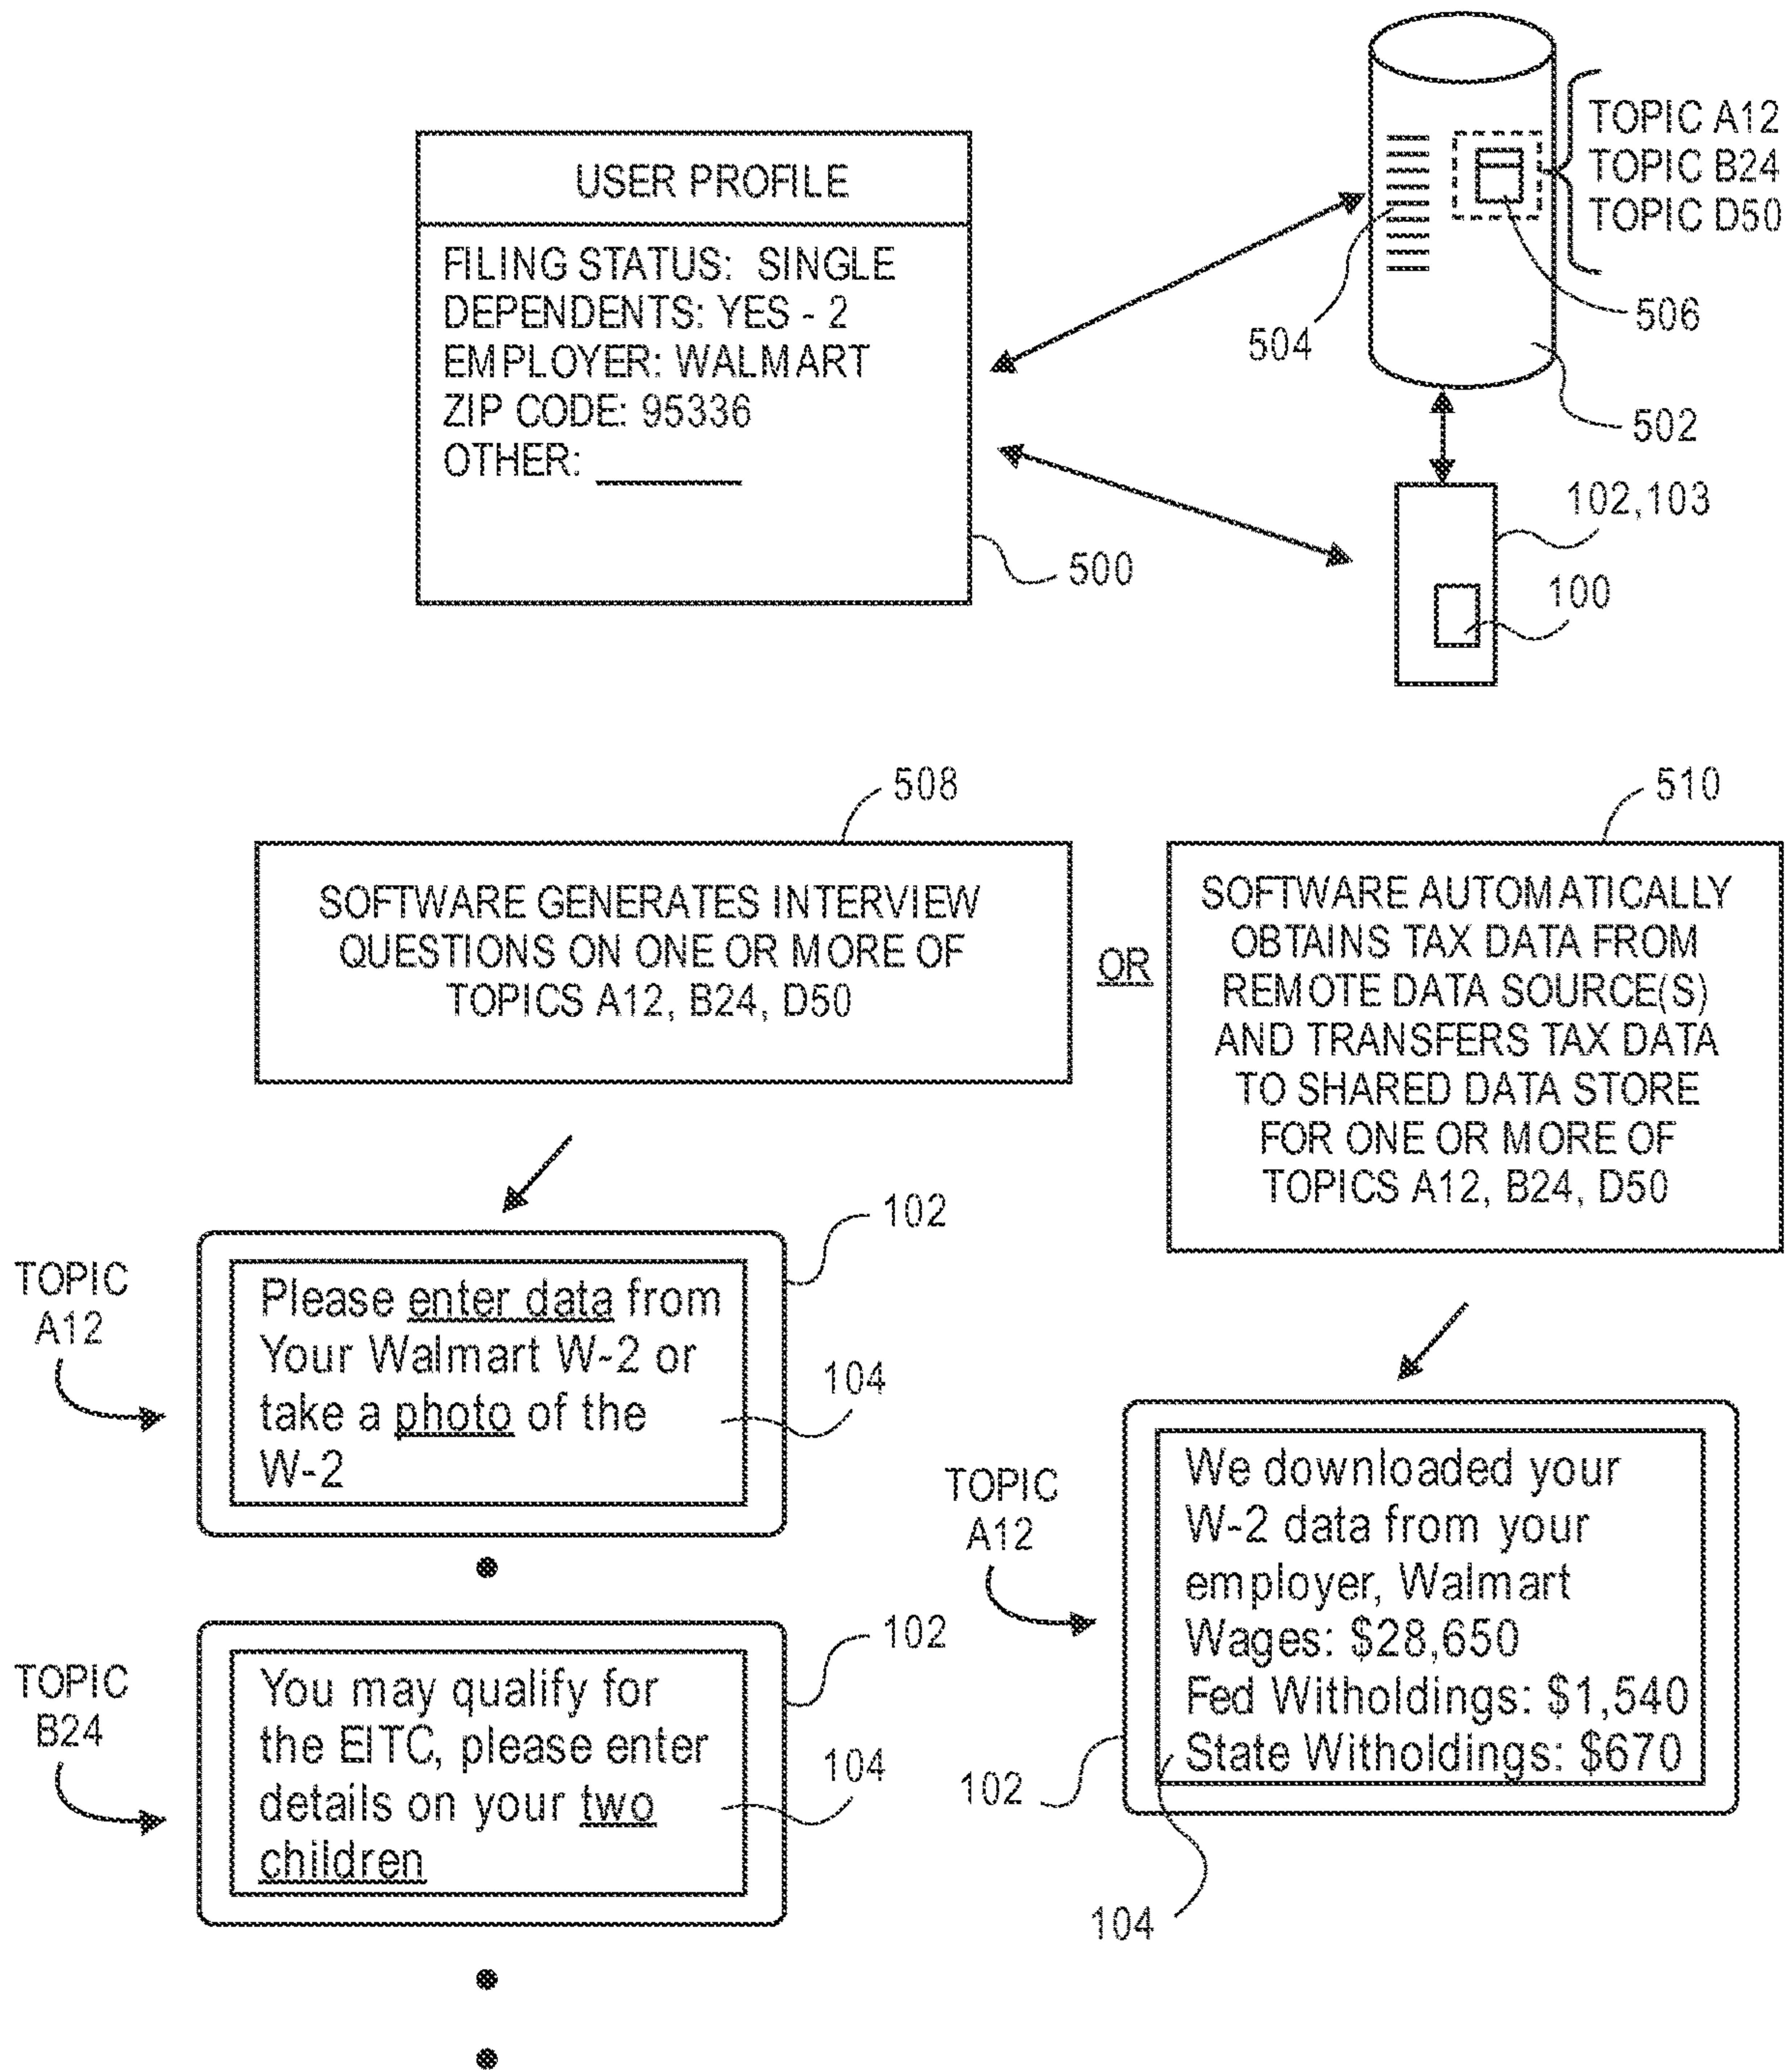 USER PROFILE
FILING STATUS: SINGLE
DEPENDENTS: YES - 2
EMPLOYER: WALMART
ZIP CODE: 95336
OTHER: ________
500
TOPIC A12
TOPIC B24
TOPIC D50
504
506
502
102,103
100
508
SOFTWARE GENERATES INTERVIEW
QUESTIONS ON ONE OR MORE OF
TOPICS A12, B24, D50
OR
510
SOFTWARE AUTOMATICALLY
OBTAINS TAX DATA FROM
REMOTE DATA SOURCE(S)
AND TRANSFERS TAX DATA
TO SHARED DATA STORE
FOR ONE OR MORE OF
TOPICS A12, B24, D50
TOPIC
A12
102
Please enter data from
Your Walmart W-2 or
take a photo of the
W-2
104
TOPIC
B24
102
You may qualify for
the EITC, please enter
details on your two
children
104
TOPIC
A12
We downloaded your
W-2 data from your
employer, Walmart
Wages: $28,650
Fed Witholdings: $1,540
State Witholdings: $670
102
104